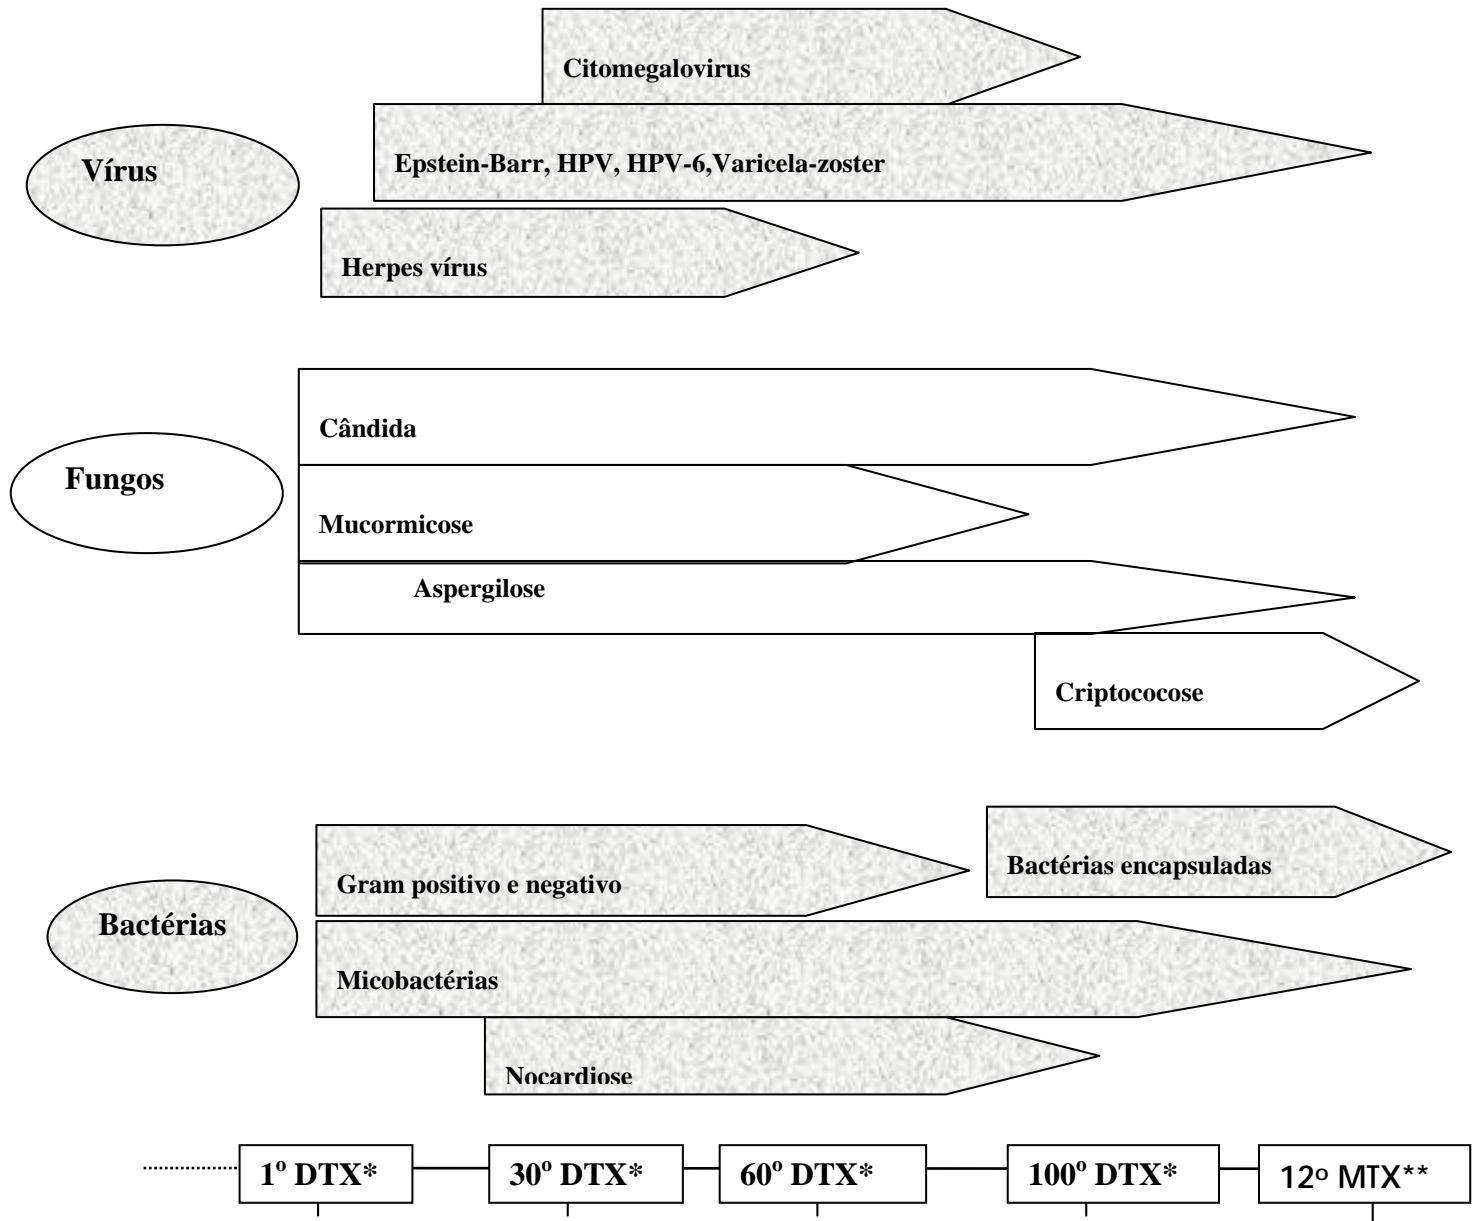 Citomegalovirus
Vírus
Epstein-Barr, HPV, HPV-6,Varicela-zoster
Herpes vírus
Cândida
Fungos
Mucormicose
Aspergilose
Criptococose
Bactérias encapsuladas
Gram positivo e negativo
Bactérias
Micobactérias
Nocardiose
1º DTX* 30º DTX* 60º DTX* 100º DTX* 12º MTX**